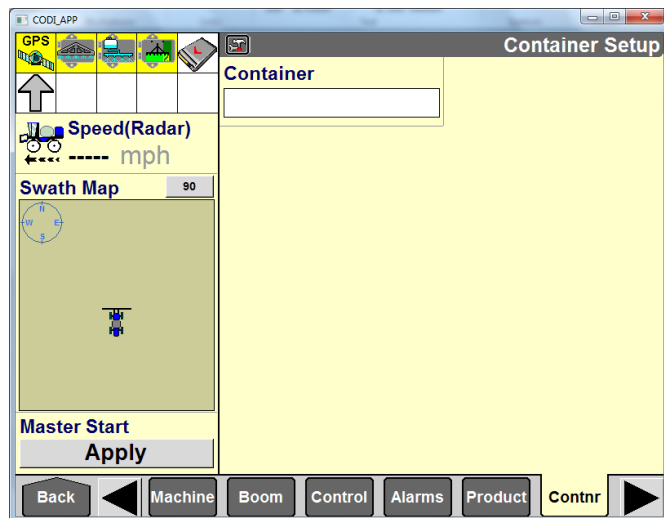 CODI_APP
GPS
L
Container Setup
Container
Speed(Radar)
----- mph
Swath Map
90
N
W E
S
Master Start
Apply
Back
Machine
Boom
Control
Alarms
Product
Contnr